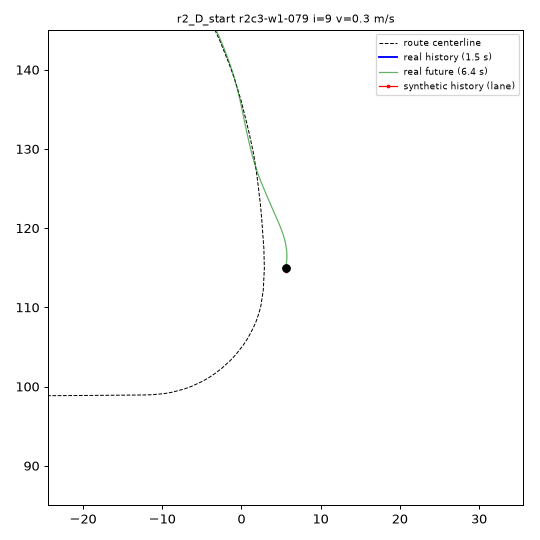 r2_D_start r2c3-w1-079 i=9 v=0.3 m/s
route centerline
real history (1.5 s)
real future (6.4 s)
synthetic history (lane)
140
130
120
110
100
90
−20 −10 0 10 20 30